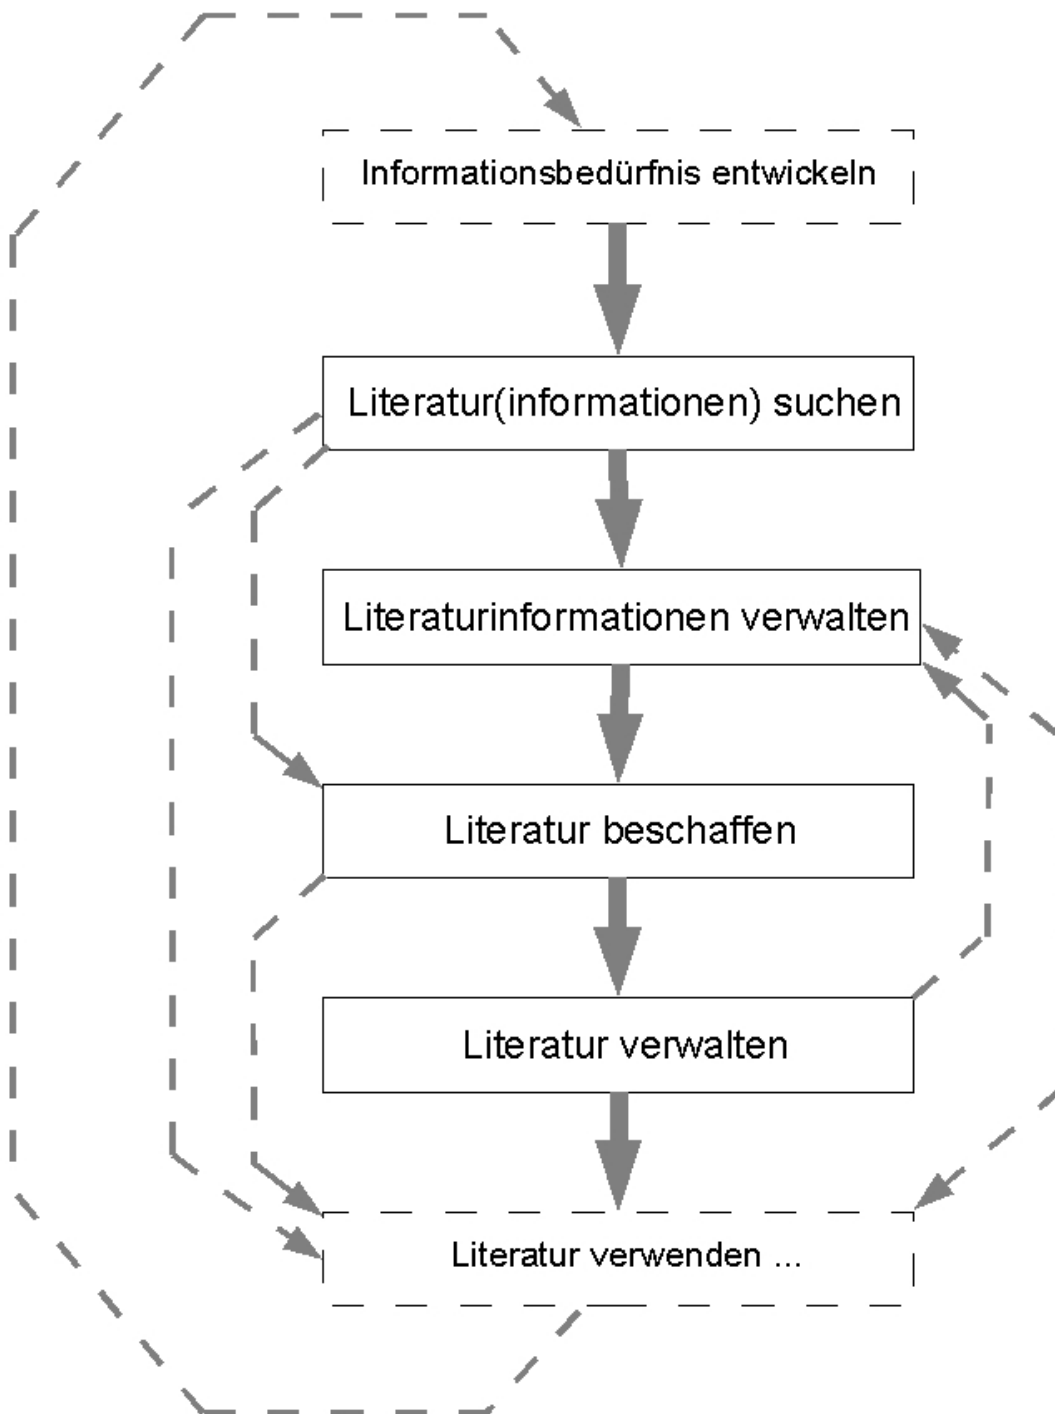 Informationsbedürfnis entwickeln
Literatur(informationen) suchen
Literaturinformationen verwalten
Literatur beschaffen
Literatur verwalten
Literatur verwenden ...